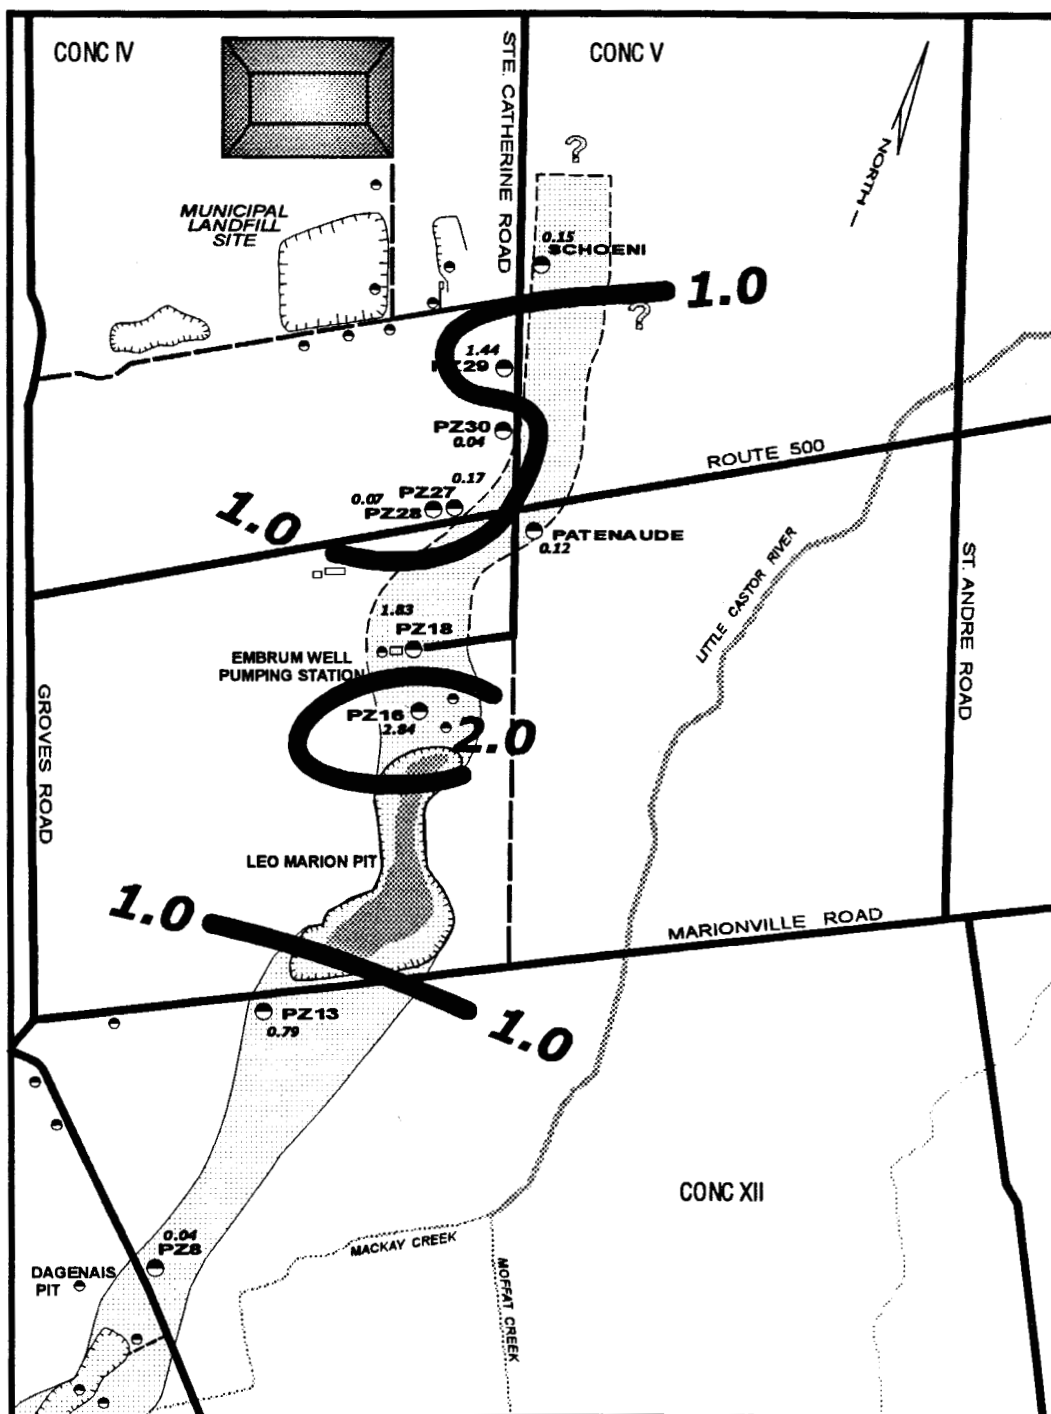 CONC IV
STE. CATHERINE ROAD
CONC V
NORTH
?
MUNICIPAL
LANDFILL
SITE
0.15
SCHOENI
1.0
?
1.44
PZ29
PZ30
0.04
ROUTE 500
0.17
0.07
PZ27
PZ28
1.0
PATENAUDE
0.12
LITTLE CASTOR RIVER
ST. ANDRE ROAD
1.83
PZ18
EMBRUM WELL
PUMPING STATION
GROVES ROAD
PZ16
2.84
2.0
LEO MARION PIT
1.0
MARIONVILLE ROAD
PZ13
0.79
1.0
CONC XII
0.04
PZ8
MACKAY CREEK
MOFFAT CREEK
DAGENAIS
PIT